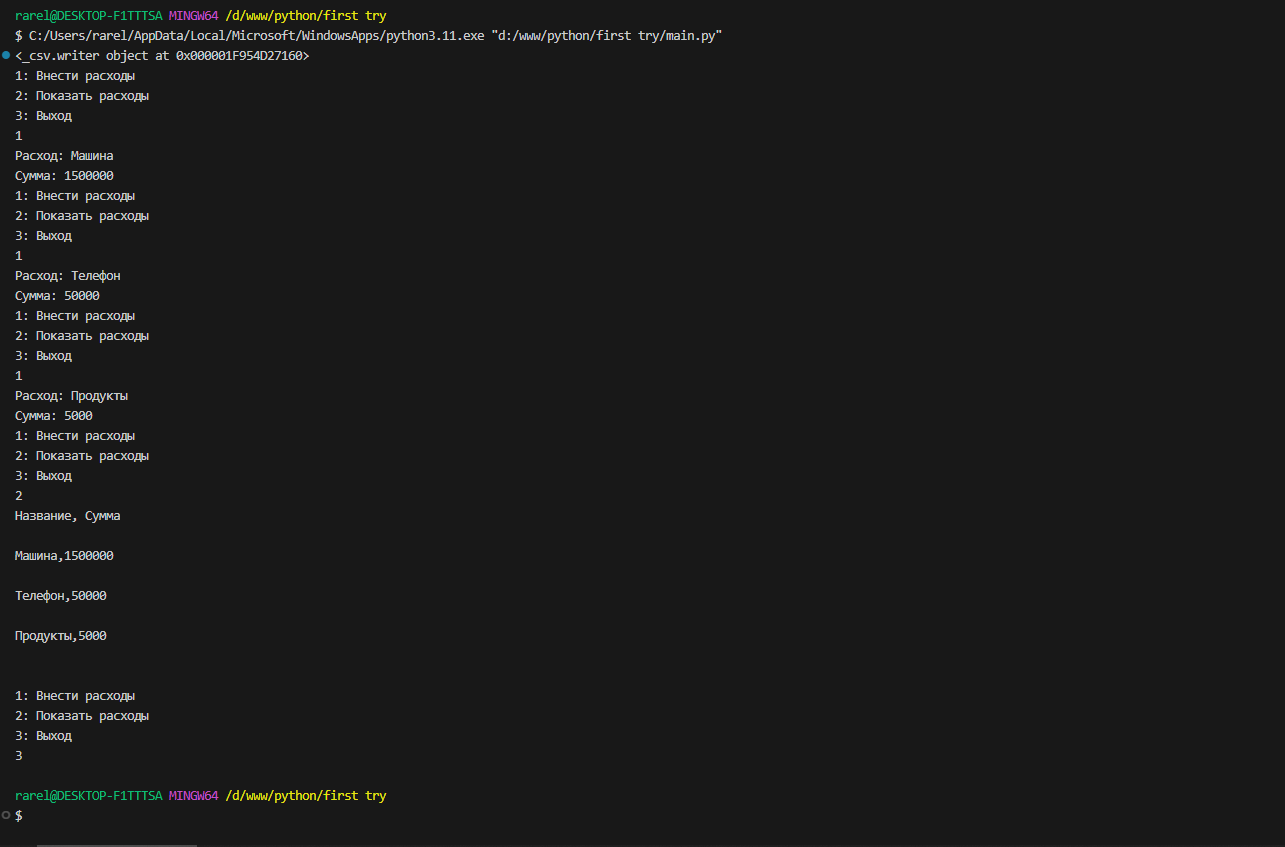 rarel@DESKTOP-F1TTTSA MINGW64 /d/www/python/first try
$ C:/Users/rarel/AppData/Local/Microsoft/WindowsApps/python3.11.exe "d:/www/python/first try/main.py"
<_csv.writer object at 0x000001F954D27160>
1: Внести расходы
2: Показать расходы
3: Выход
1
Расход: Машина
Сумма: 1500000
1: Внести расходы
2: Показать расходы
3: Выход
1
Расход: Телефон
Сумма: 50000
1: Внести расходы
2: Показать расходы
3: Выход
1
Расход: Продукты
Сумма: 5000
1: Внести расходы
2: Показать расходы
3: Выход
2
Название, Сумма
Машина,1500000
Телефон,50000
Продукты,5000
1: Внести расходы
2: Показать расходы
3: Выход
3
rarel@DESKTOP-F1TTTSA MINGW64 /d/www/python/first try
$